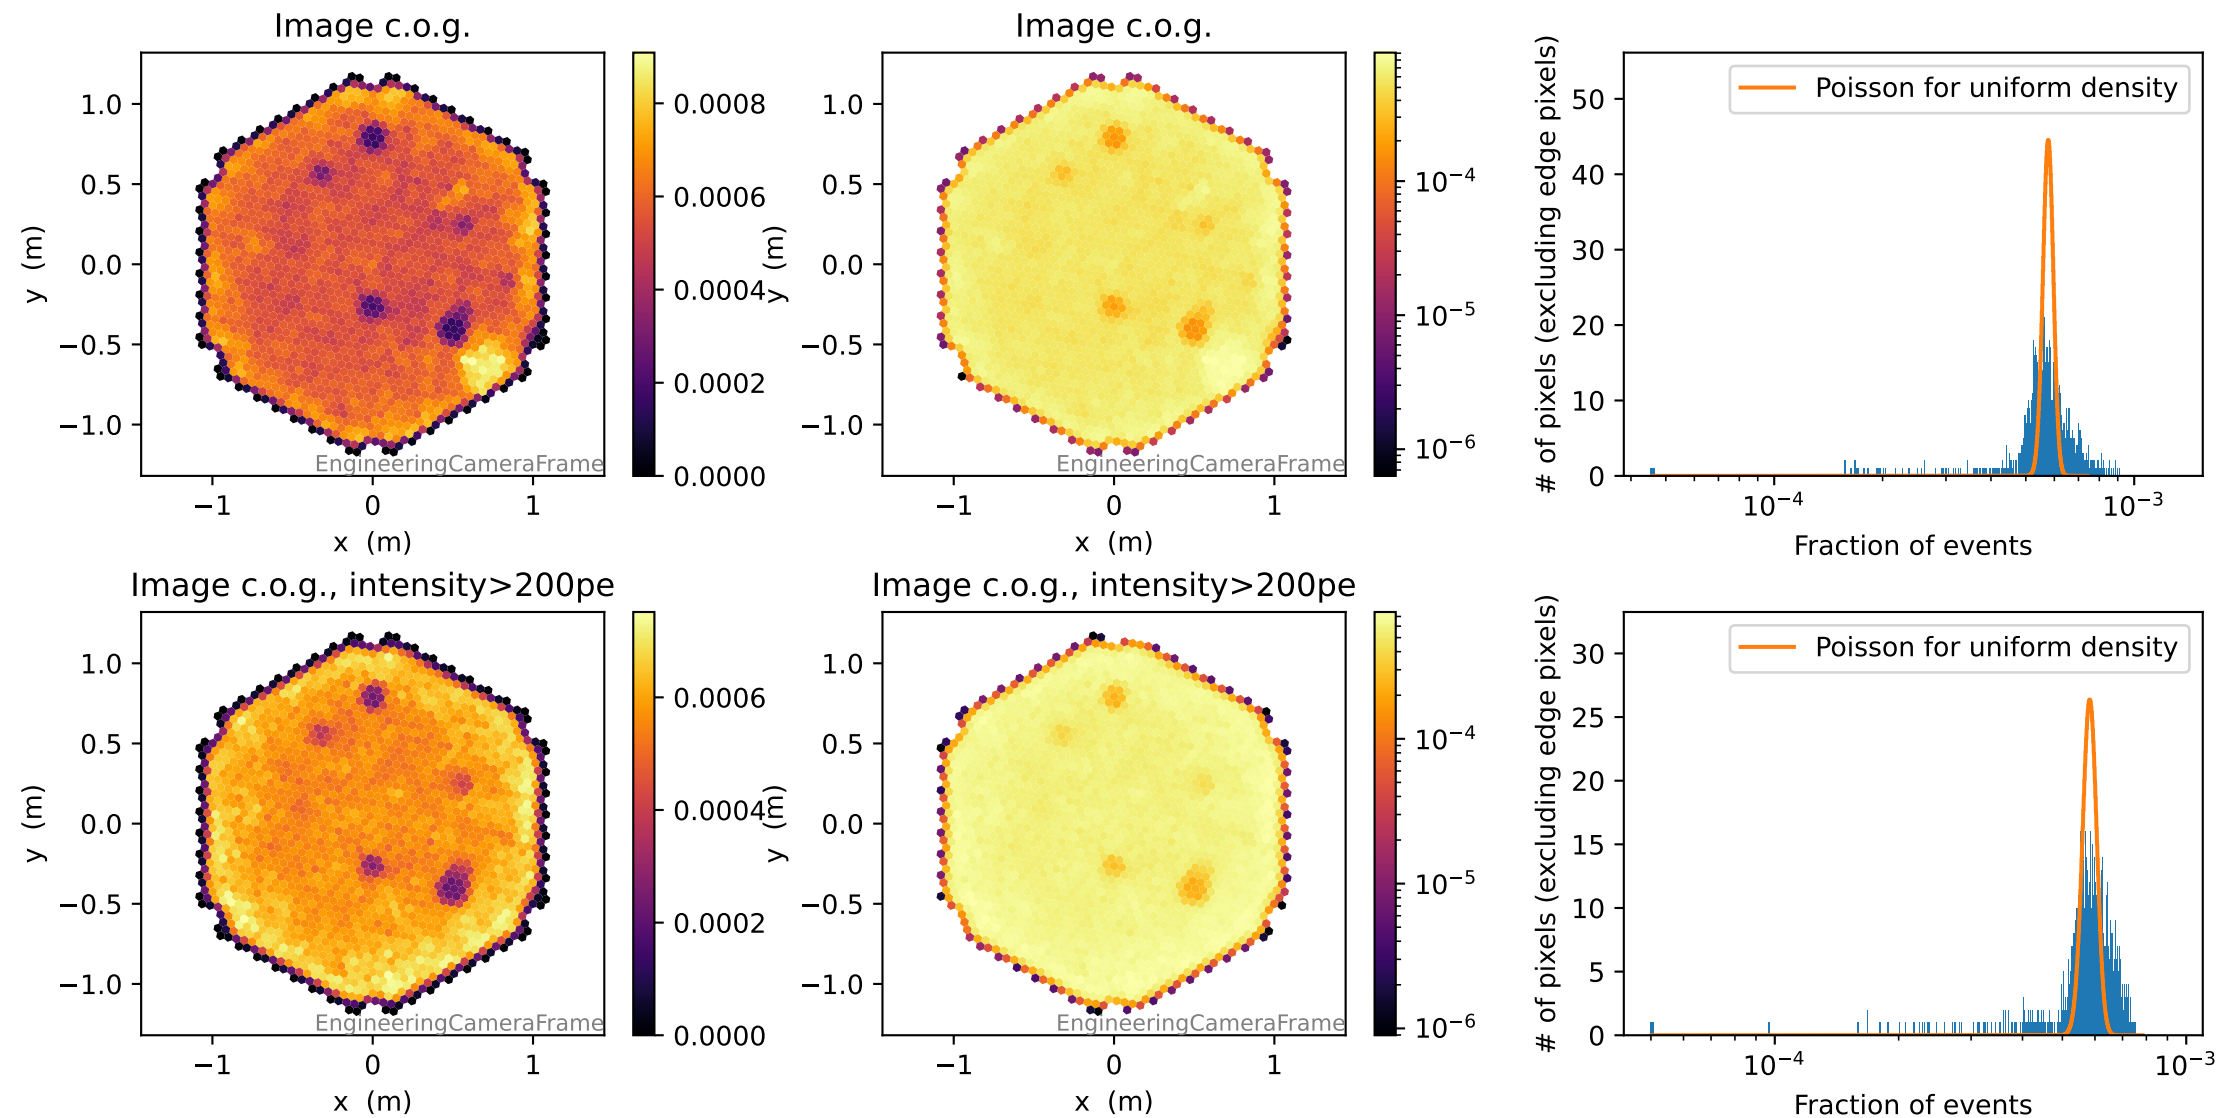 Image c.o.g.
y (m)
1.0
0.5
0.0
−0.5
−1.0
−1
0
1
x (m)
EngineeringCameraFrame
0.0008
0.0006
0.0004
0.0002
0.0000
Image c.o.g.
y (m)
1.0
0.5
0.0
−0.5
−1.0
−1
0
1
x (m)
EngineeringCameraFrame
10⁻⁴
10⁻⁵
10⁻⁶
# of pixels (excluding edge pixels)
50
40
30
20
10
0
Poisson for uniform density
10⁻⁴
10⁻³
Fraction of events
Image c.o.g., intensity>200pe
y (m)
1.0
0.5
0.0
−0.5
−1.0
−1
0
1
x (m)
EngineeringCameraFrame
0.0006
0.0004
0.0002
0.0000
Image c.o.g., intensity>200pe
y (m)
1.0
0.5
0.0
−0.5
−1.0
−1
0
1
x (m)
EngineeringCameraFrame
10⁻⁴
10⁻⁵
10⁻⁶
# of pixels (excluding edge pixels)
30
25
20
15
10
5
0
Poisson for uniform density
10⁻⁴
10⁻³
Fraction of events